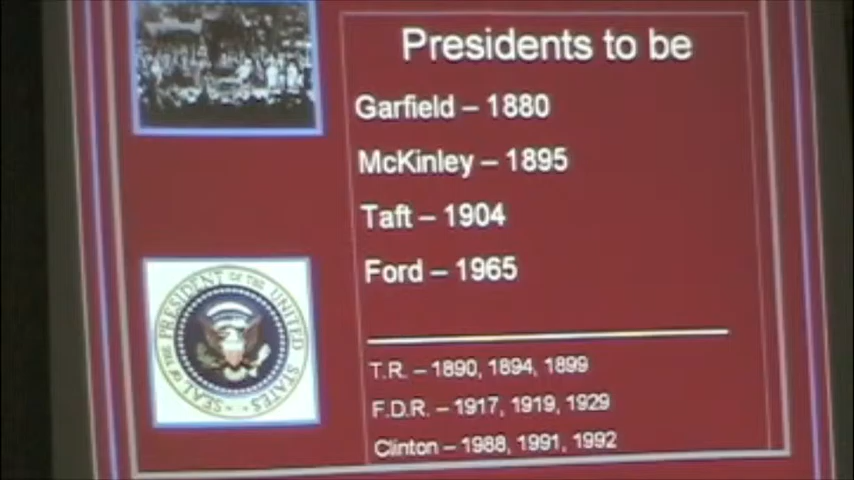 Presidents to be
Garfield – 1880
McKinley – 1895
Taft – 1904
Ford – 1965
T.R. – 1890, 1894, 1899
F.D.R. – 1917, 1919, 1929
Clinton – 1988, 1991, 1992
SEAL OF THE PRESIDENT OF THE UNITED STATES